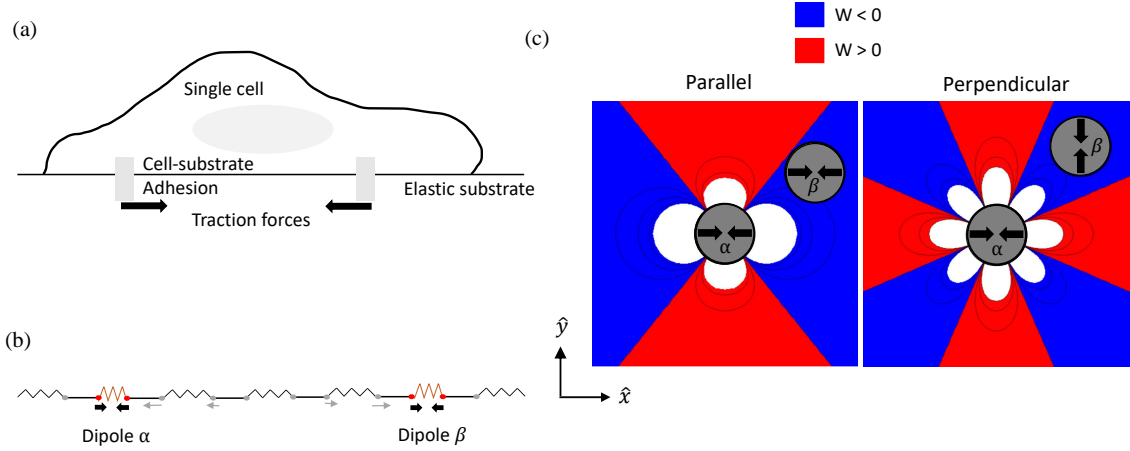 (a)
Single cell
Cell-substrate
Adhesion
Elastic substrate
Traction forces
(b)
Dipole α
Dipole β
(c)
W < 0
W > 0
Parallel
Perpendicular
β
α
β
α
ŷ
x̂